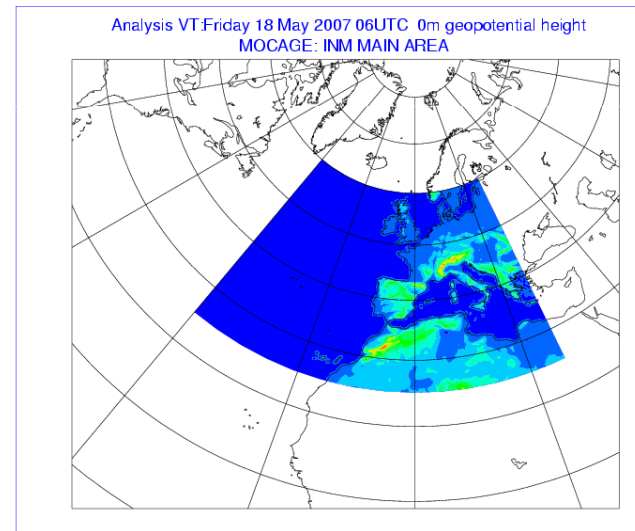 Analysis VT:Friday 18 May 2007 06UTC 0m geopotential height
MOCAGE: INM MAIN AREA